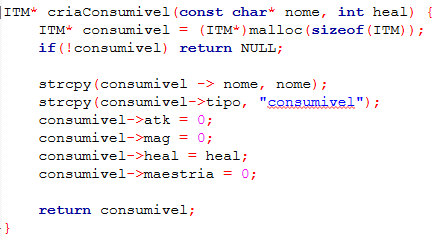 ITM* criaConsumivel(const char* nome, int heal) {
    ITM* consumivel = (ITM*)malloc(sizeof(ITM));
    if(!consumivel) return NULL;

    strcpy(consumivel -> nome, nome);
    strcpy(consumivel->tipo, "consumivel");
    consumivel->atk = 0;
    consumivel->mag = 0;
    consumivel->heal = heal;
    consumivel->maestria = 0;

    return consumivel;
}